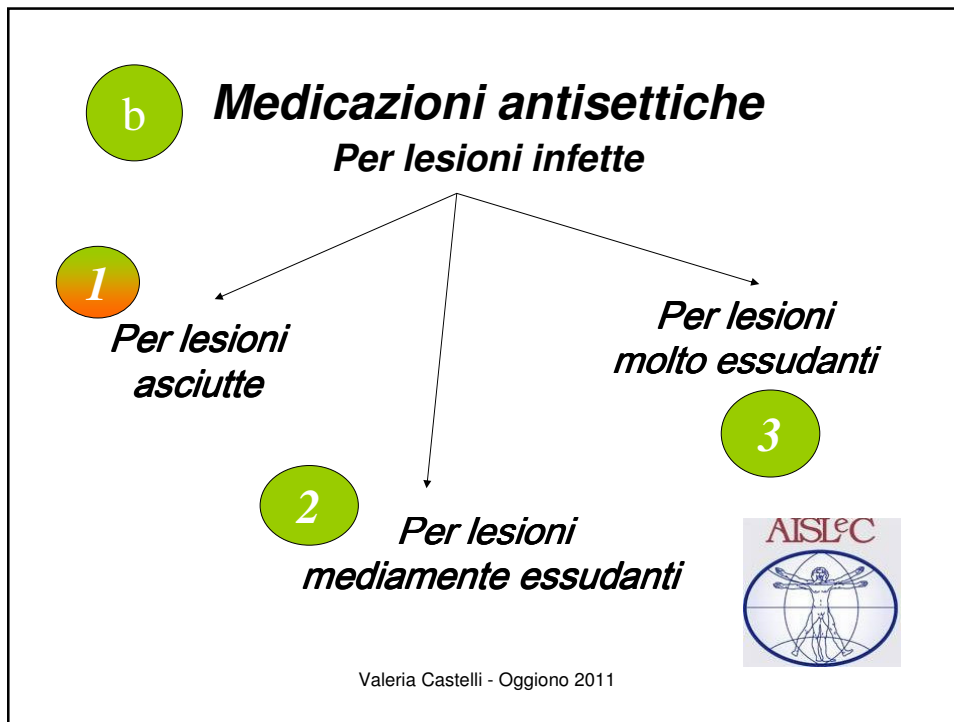 b
Medicazioni antisettiche
Per lesioni infette
1
Per lesioni
asciutte
Per lesioni
molto essudanti
3
2
Per lesioni
mediamente essudanti
AISLeC
Valeria Castelli - Oggiono 2011